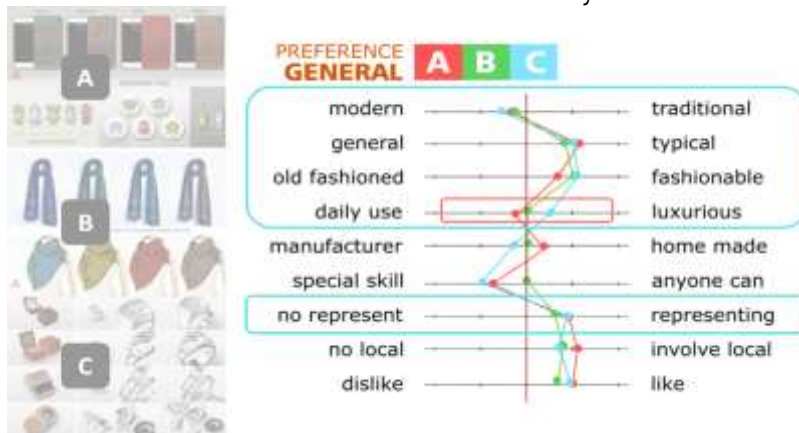 PREFERENCE
GENERAL
A B C
modern traditional
general typical
old fashioned fashionable
daily use luxurious
manufacturer home made
special skill anyone can
no represent representing
no local involve local
dislike like
A
B
C